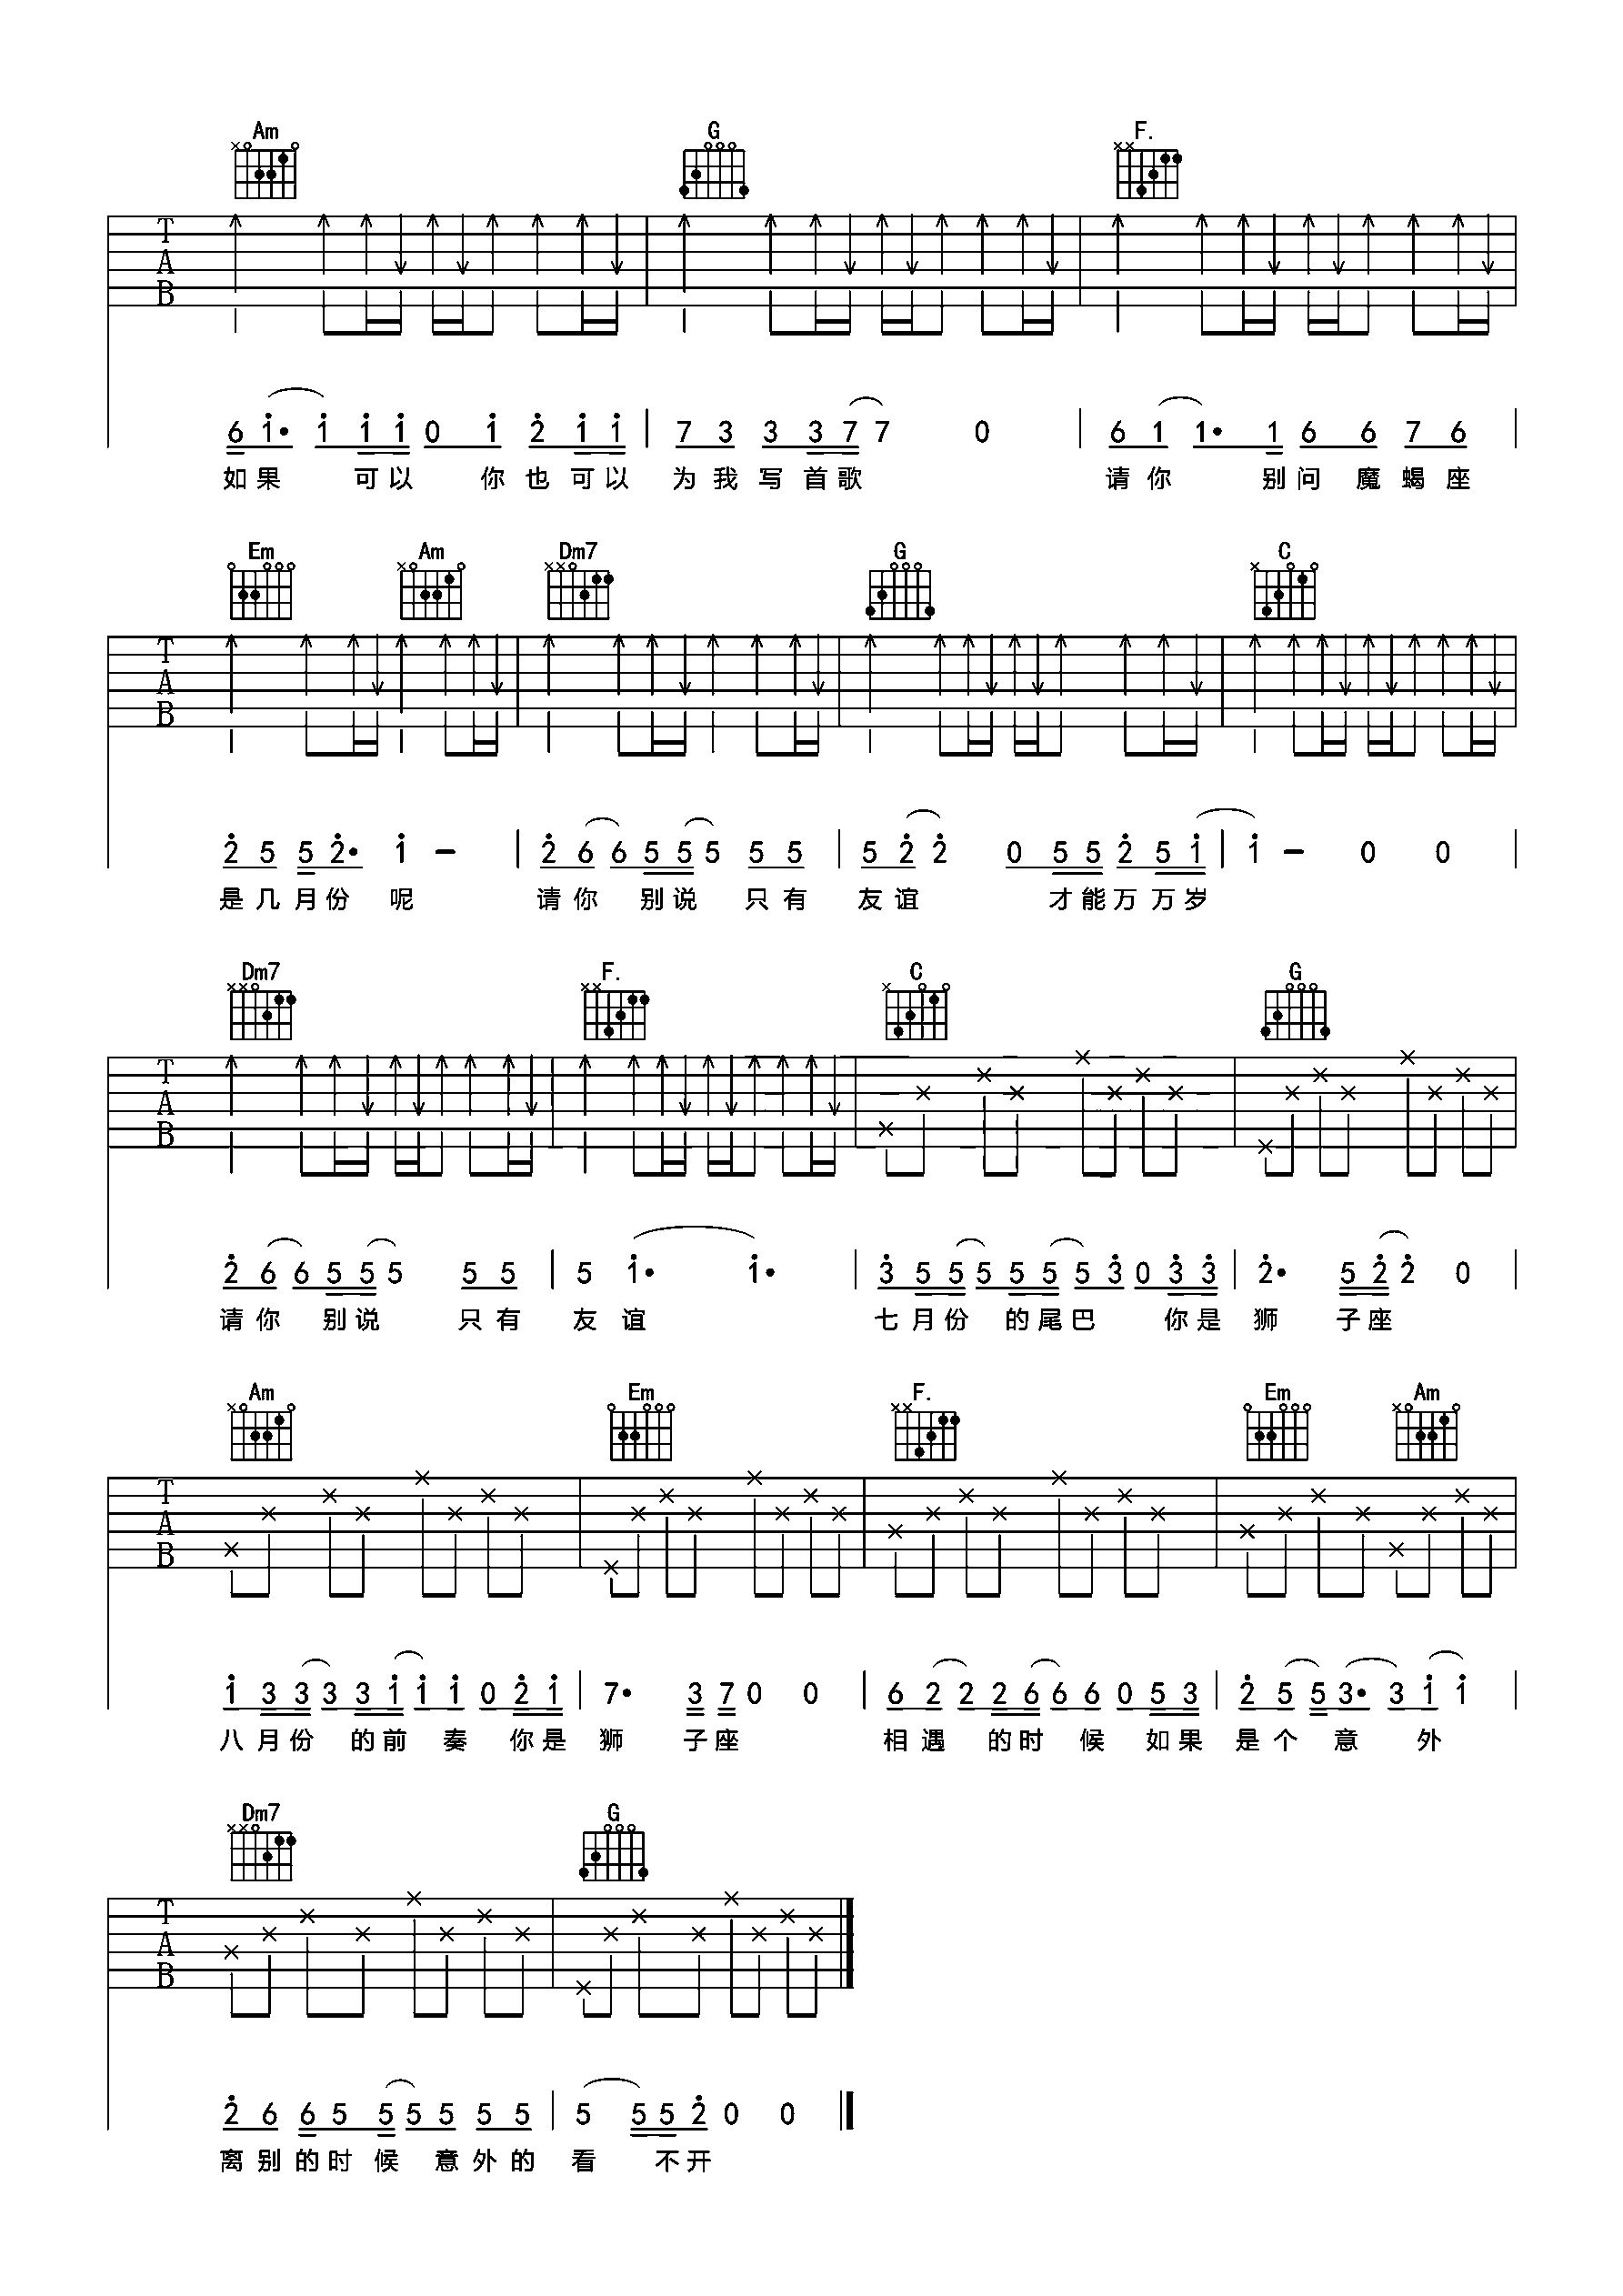 Am G F.
T A B
6 1· 1 1 1 0 1 2 1 1 | 7 3 3 3 7 7 0 | 6 1 1· 1 6 6 7 6 |
如果 可以 你也可以 为我写首歌 请你 别问魔蝎座
Em Am Dm7 G C
T A B
2 5 5 2· 1 - | 2 6 6 5 5 5 5 5 | 5 2 2 0 5 5 2 5 1 | 1 - 0 0 |
是几月份呢 请你 别说 只有 友谊 才能万万岁
Dm7 F. C G
T A B
2 6 6 5 5 5 5 5 | 5 1· 1· | 3 5 5 5 5 5 5 3 0 3 3 | 2· 5 2 2 0 |
请你 别说 只有 友谊 七月份 的尾巴 你是 狮 子座
Am Em F. Em Am
T A B
1 3 3 3 3 1 1 1 0 2 1 | 7· 3 7 0 0 | 6 2 2 2 6 6 6 0 5 3 | 2 5 5 3· 3 1 1 |
八月份 的前 奏 你是 狮 子座 相遇 的时 候 如果 是个 意 外
Dm7 G
T A B
2 6 6 5 5 5 5 5 5 | 5 5 5 2 0 0
离别的时候 意外的 看 不开